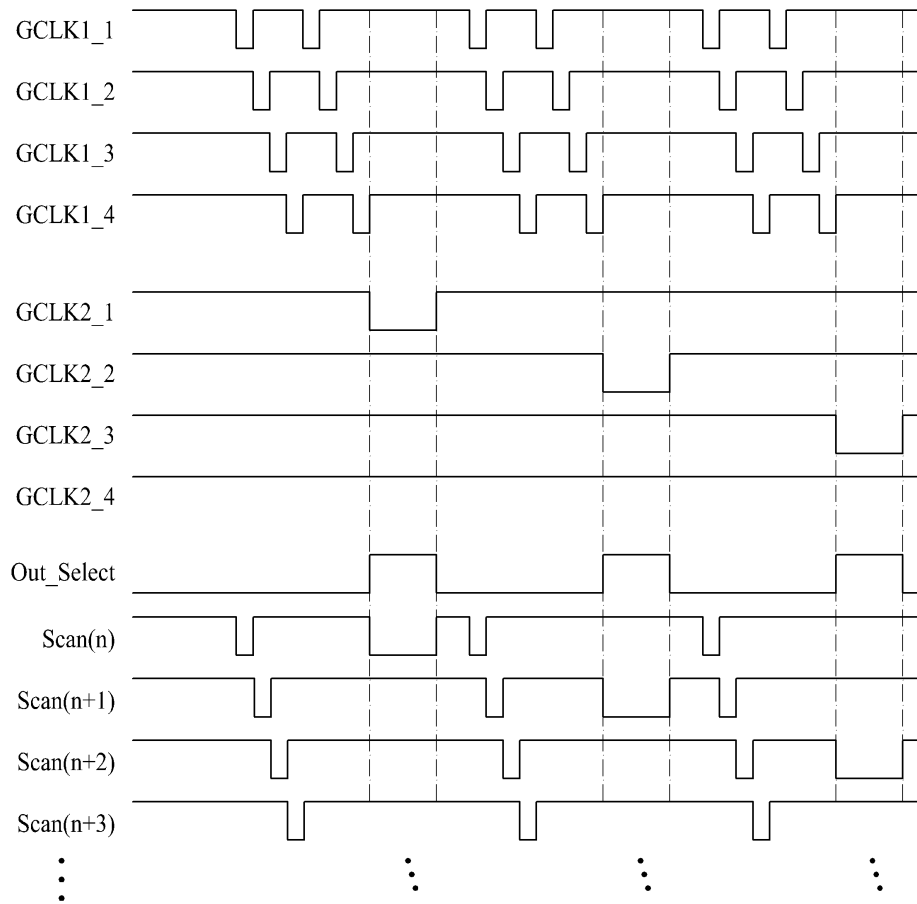 GCLK1_1
GCLK1_2
GCLK1_3
GCLK1_4
GCLK2_1
GCLK2_2
GCLK2_3
GCLK2_4
Out_Select
Scan(n)
Scan(n+1)
Scan(n+2)
Scan(n+3)